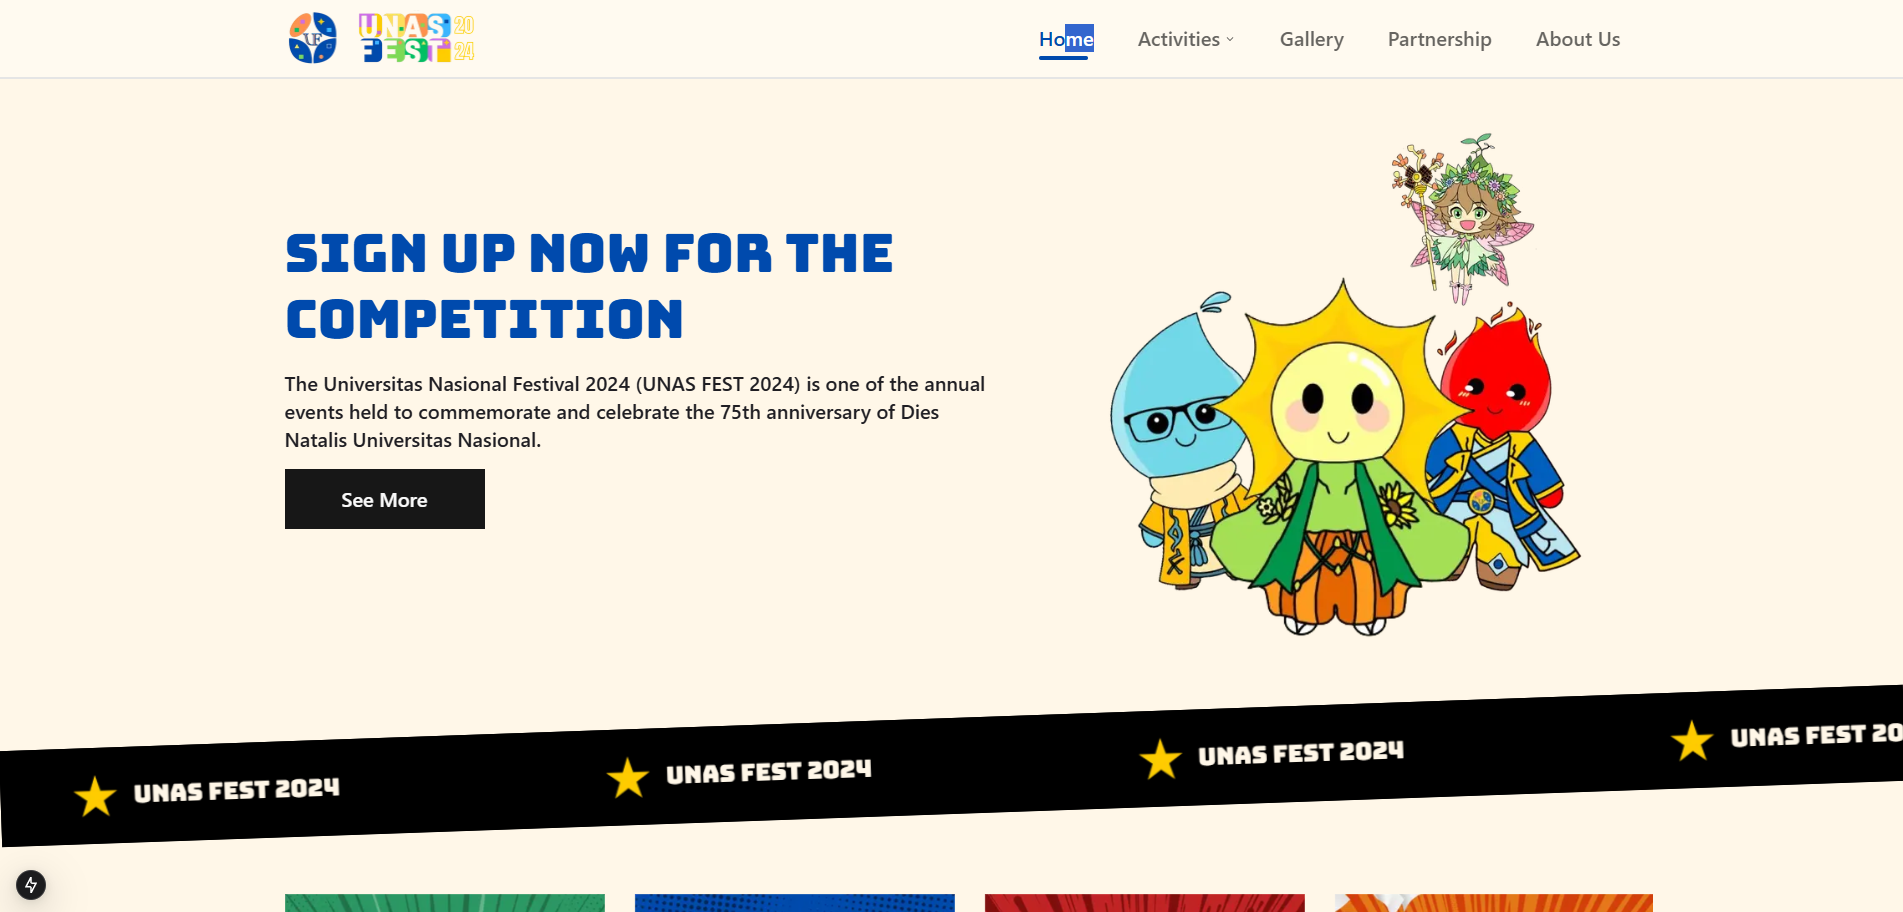 UF
UNAS 20
FEST 24
Home
Activities
Gallery
Partnership
About Us
SIGN UP NOW FOR THE
COMPETITION
The Universitas Nasional Festival 2024 (UNAS FEST 2024) is one of the annual
events held to commemorate and celebrate the 75th anniversary of Dies
Natalis Universitas Nasional.
See More
UNAS FEST 2024
UNAS FEST 2024
UNAS FEST 2024
UNAS FEST 20